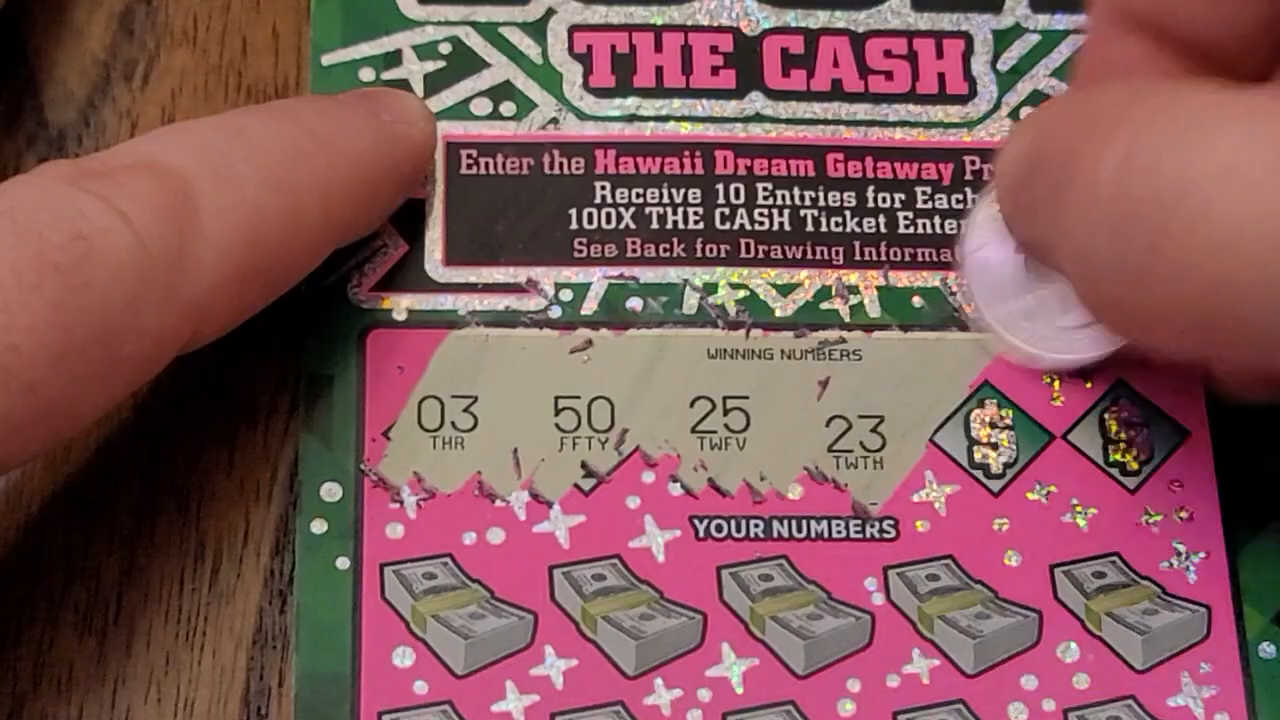 THE CASH
Enter the Hawaii Dream Getaway
Receive 10 Entries for Each
100X THE CASH Ticket
See Back for Drawing
WINNING NUMBERS
03 50 25 23
THR FFTY TWFV TWTH
$ $
YOUR NUMBERS